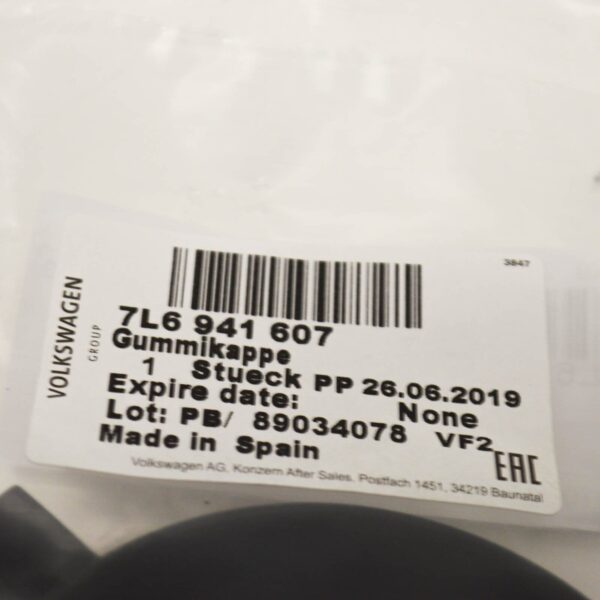 3847
VOLKSWAGEN
GROUP
7L6 941 607
Gummikappe
1 Stueck PP 26.06.2019
Expire date: None
Lot: PB/ 89034078 VF2
Made in Spain
EAC
Volkswagen AG, Konzern After Sales, Postfach 1451, 34219 Baunatal